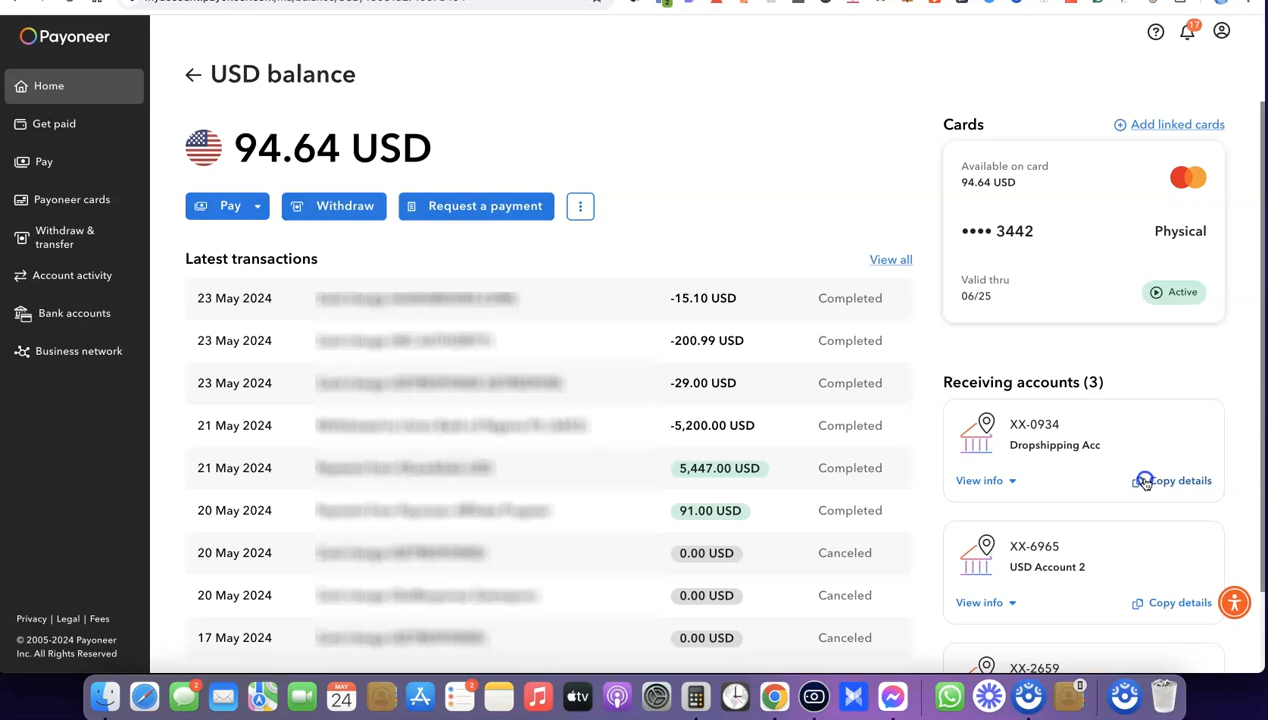 Payoneer
17
Home
Get paid
Pay
Payoneer cards
Withdraw &
transfer
Account activity
Bank accounts
Business network
Privacy | Legal | Fees
© 2005-2024 Payoneer
Inc. All Rights Reserved
USD balance
94.64 USD
Pay
Withdraw
Request a payment
Latest transactions
View all
23 May 2024 -15.10 USD Completed
23 May 2024 -200.99 USD Completed
23 May 2024 -29.00 USD Completed
21 May 2024 -5,200.00 USD Completed
21 May 2024 5,447.00 USD Completed
20 May 2024 91.00 USD Completed
20 May 2024 0.00 USD Canceled
20 May 2024 0.00 USD Canceled
17 May 2024 0.00 USD Canceled
Cards
Add linked cards
Available on card
94.64 USD
•••• 3442
Physical
Valid thru
06/25
Active
Receiving accounts (3)
XX-0934
Dropshipping Acc
View info
Copy details
XX-6965
USD Account 2
View info
Copy details
XX-2659
2
MAY
24
2
tv